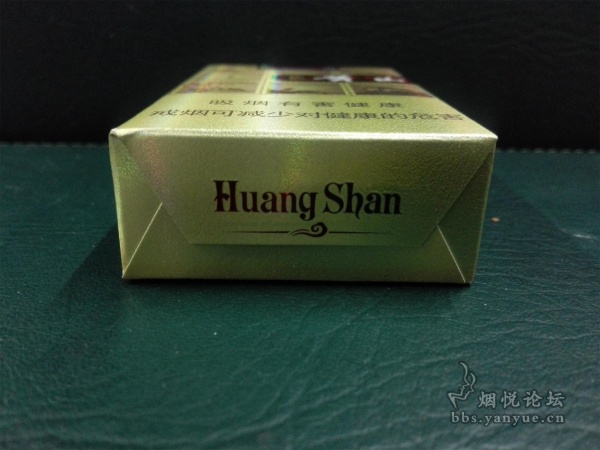 吸烟有害健康
戒烟可减少对健康的危害
Huang Shan
烟悦论坛
bbs.yanyue.cn